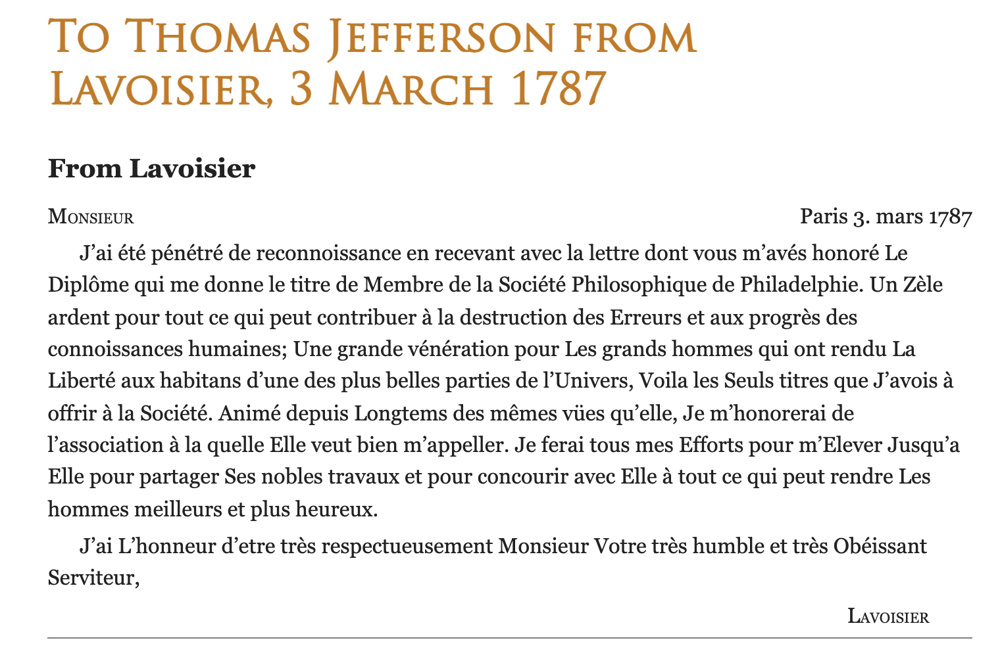 To Thomas Jefferson from
Lavoisier, 3 March 1787
From Lavoisier
Monsieur
Paris 3. mars 1787
J’ai été pénétré de reconnoissance en recevant avec la lettre dont vous m’avés honoré Le
Diplôme qui me donne le titre de Membre de la Société Philosophique de Philadelphie. Un Zèle
ardent pour tout ce qui peut contribuer à la destruction des Erreurs et aux progrès des
connoissances humaines; Une grande vénération pour Les grands hommes qui ont rendu La
Liberté aux habitans d’une des plus belles parties de l’Univers, Voila les Seuls titres que J’avois à
offrir à la Société. Animé depuis Longtems des mêmes vües qu’elle, Je m’honorerai de
l’association à la quelle Elle veut bien m’appeller. Je ferai tous mes Efforts pour m’Elever Jusqu’a
Elle pour partager Ses nobles travaux et pour concourir avec Elle à tout ce qui peut rendre Les
hommes meilleurs et plus heureux.
J’ai L’honneur d’etre très respectueusement Monsieur Votre très humble et très Obéissant
Serviteur,
Lavoisier